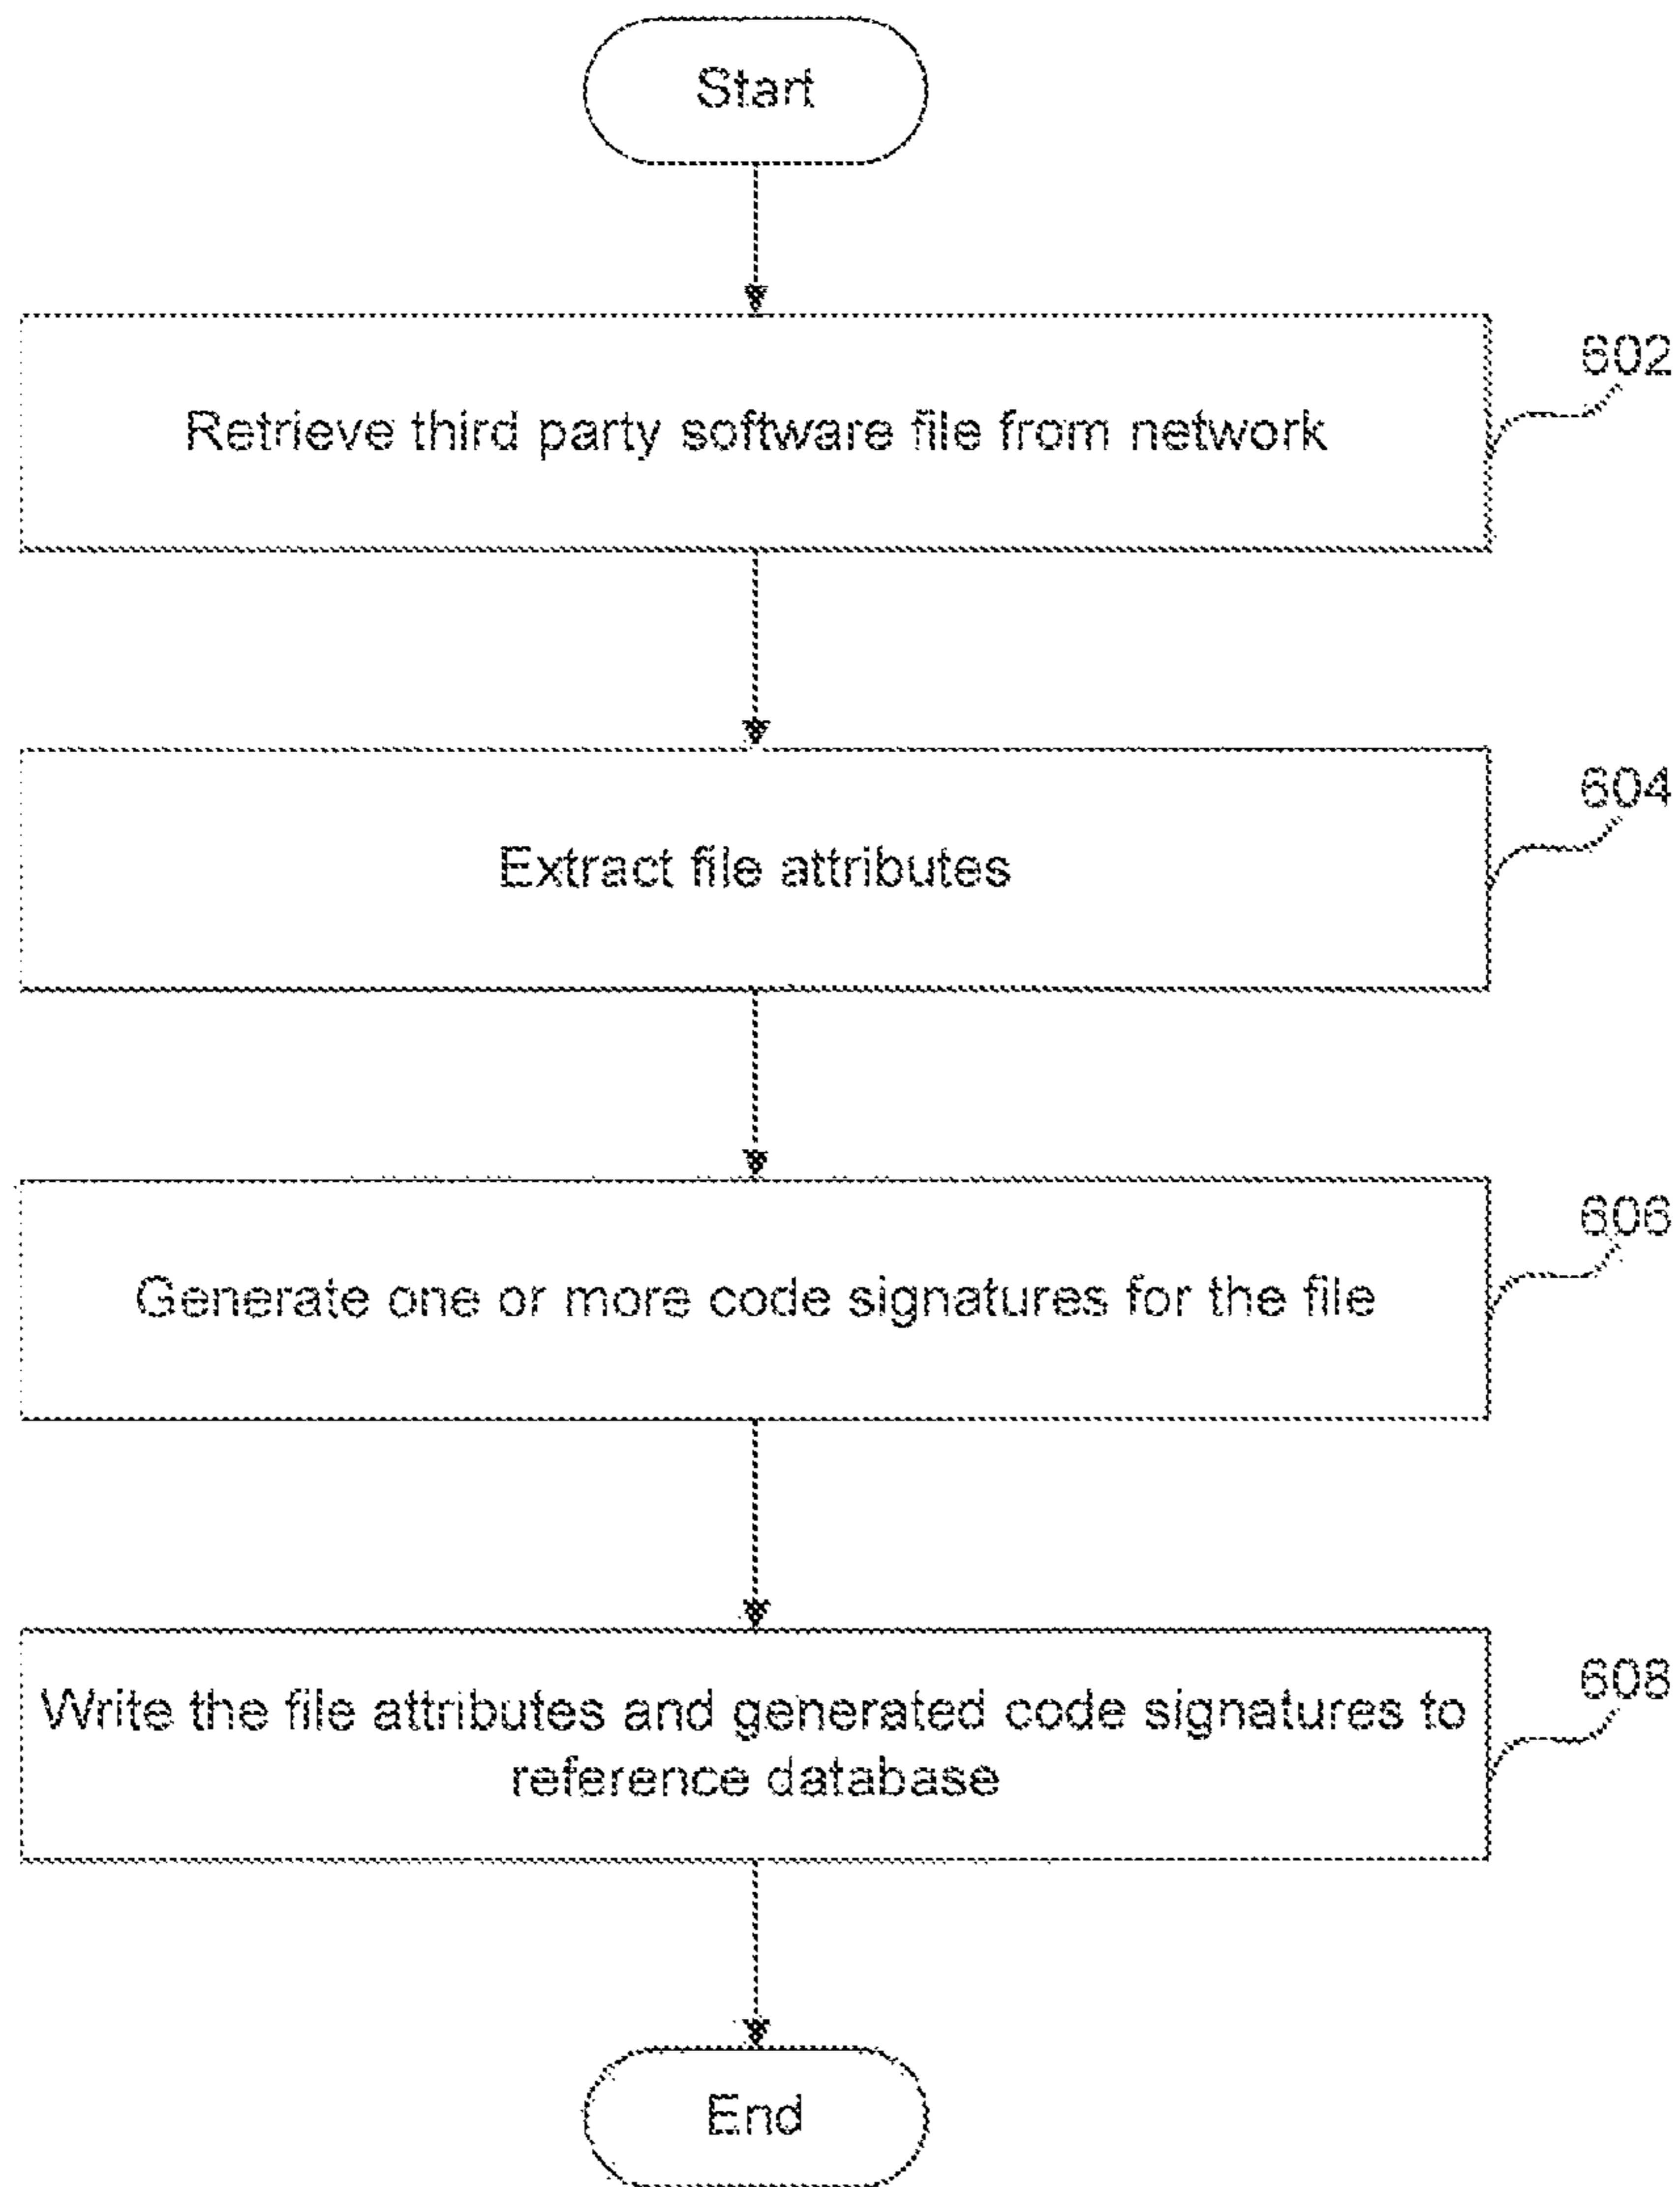 Start
Retrieve third party software file from network
602
Extract file attributes
604
Generate one or more code signatures for the file
606
Write the file attributes and generated code signatures to
reference database
608
End